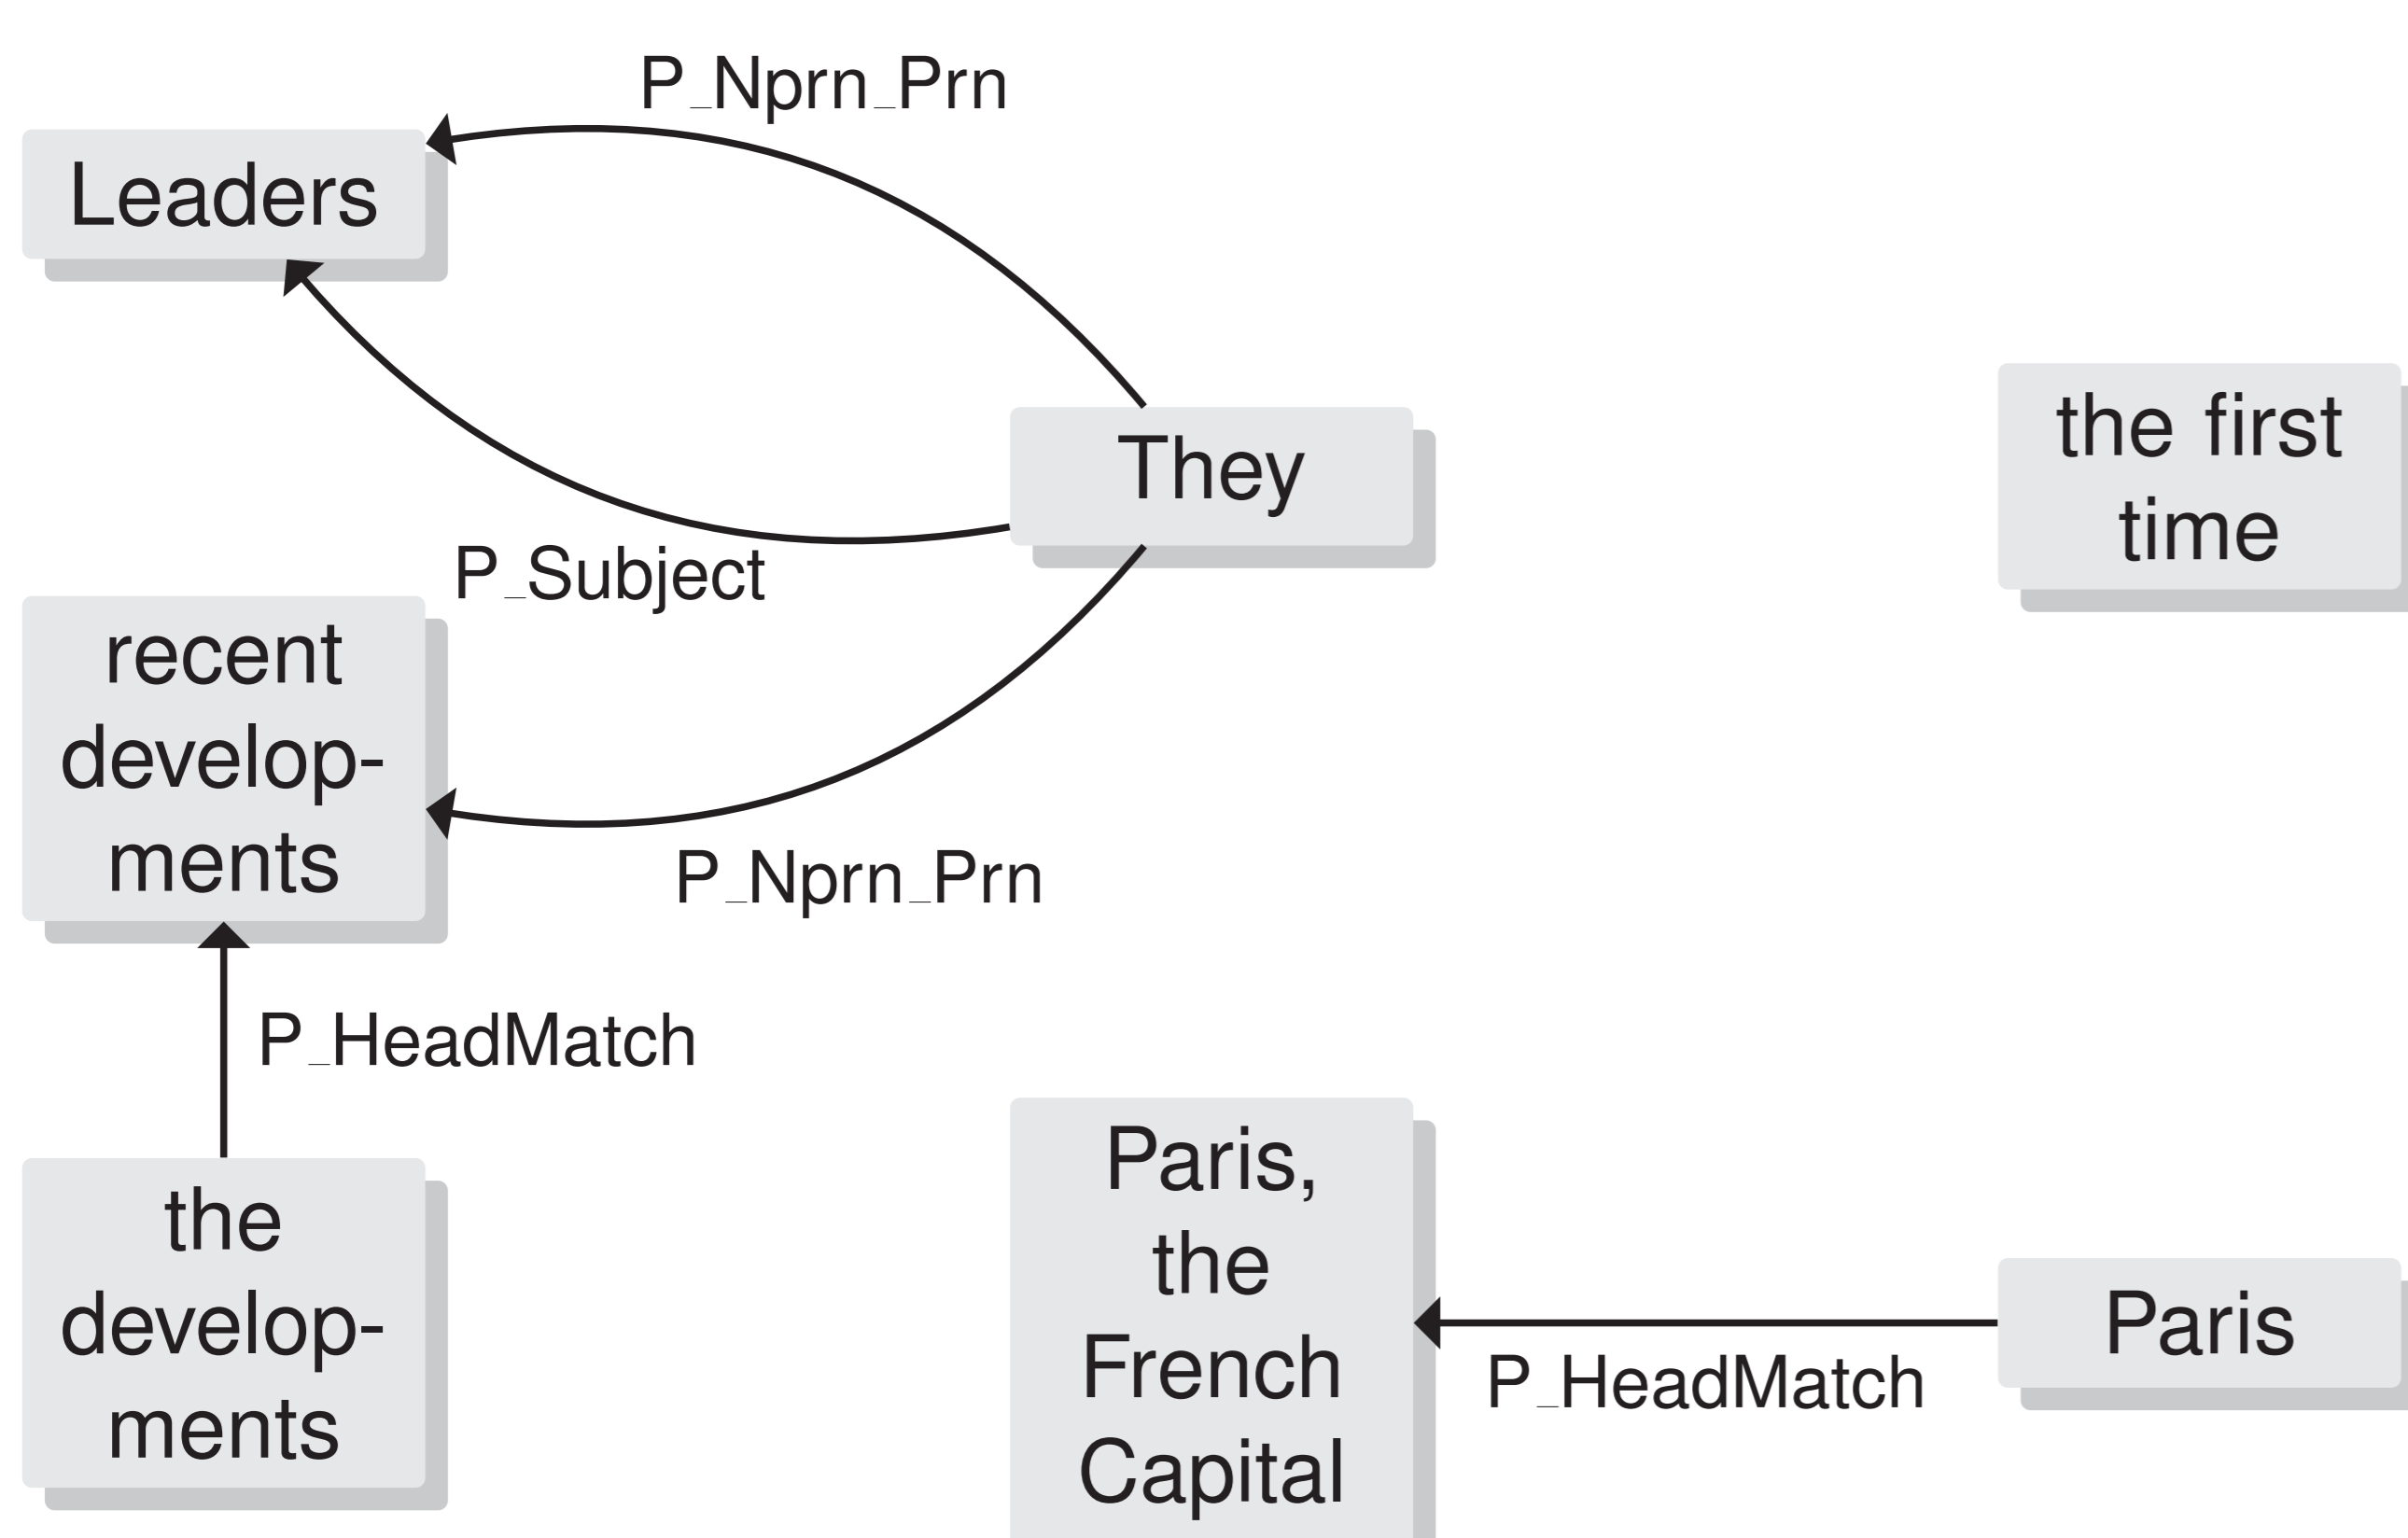 P_Nprn_Prn
Leaders
They
the first
time
P_Subject
recent
develop-
ments
P_Nprn_Prn
P_HeadMatch
the
develop-
ments
Paris,
the
French
Capital
P_HeadMatch
Paris